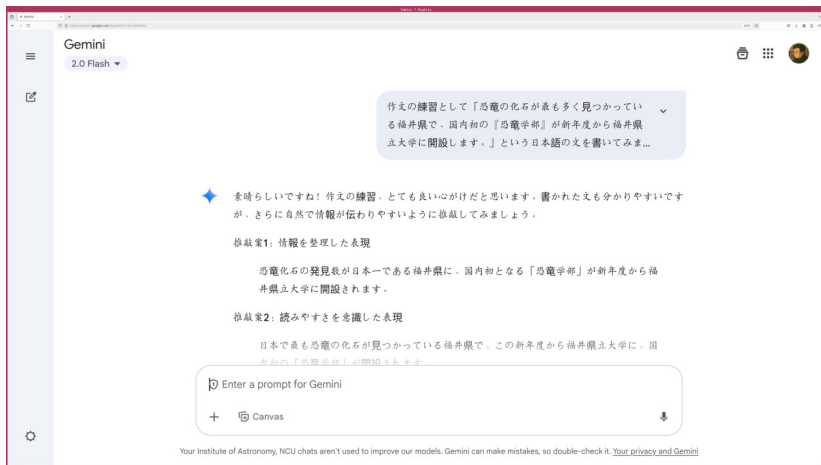 Gemini
Gemini
2.0 Flash
作文の練習として「恐竜の化石が最も多く見つかってい
る福井県で、国内初の『恐竜学部』が新年度から福井県
立大学に開設します。」という日本語の文を書いてみま...
素晴らしいですね！作文の練習、とても良い心がけだと思います。書かれた文も分かりやすいです
が、さらに自然で情報が伝わりやすいように推敲してみましょう。
推敲案1：情報を整理した表現
恐竜化石の発見数が日本一である福井県に、国内初となる「恐竜学部」が新年度から福
井県立大学に開設されます。
推敲案2：読みやすさを意識した表現
日本で最も恐竜の化石が見つかっている福井県で、この新年度から福井県立大学に、国
内初の「恐竜学部」が開設されます。
Enter a prompt for Gemini
Canvas
Your Institute of Astronomy, NCU chats aren't used to improve our models. Gemini can make mistakes, so double-check it. Your privacy and Gemini